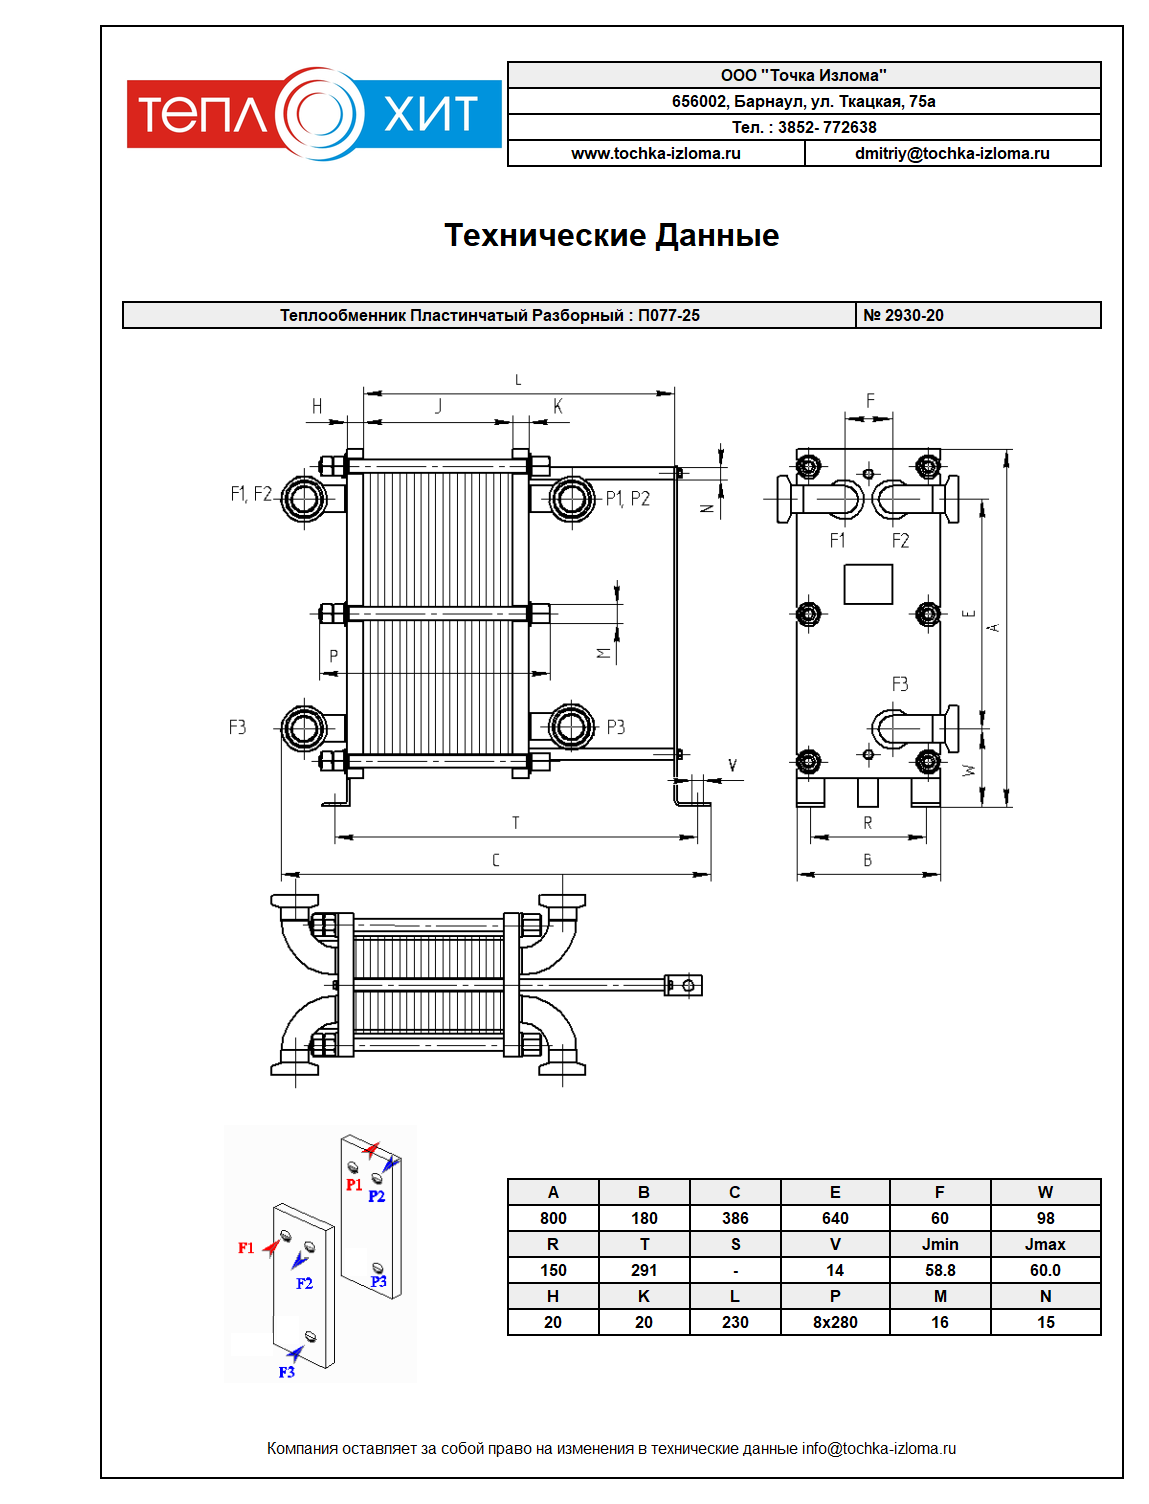 ТЕПЛ ХИТ
ООО "Точка Излома"
656002, Барнаул, ул. Ткацкая, 75а
Тел. : 3852- 772638
www.tochka-izloma.ru dmitriy@tochka-izloma.ru
Технические Данные
Теплообменник Пластинчатый Разборный : П077-25 № 2930-20
L
H J K
F
F1, F2 P1, P2
N
F1 F2
E
A
M
P
F3
F3 P3
V
W
T
R
C
B
P1
P2
F1
F2
P3
F3
A B C E F W
800 180 386 640 60 98
R T S V Jmin Jmax
150 291 - 14 58.8 60.0
H K L P M N
20 20 230 8x280 16 15
Компания оставляет за собой право на изменения в технические данные info@tochka-izloma.ru